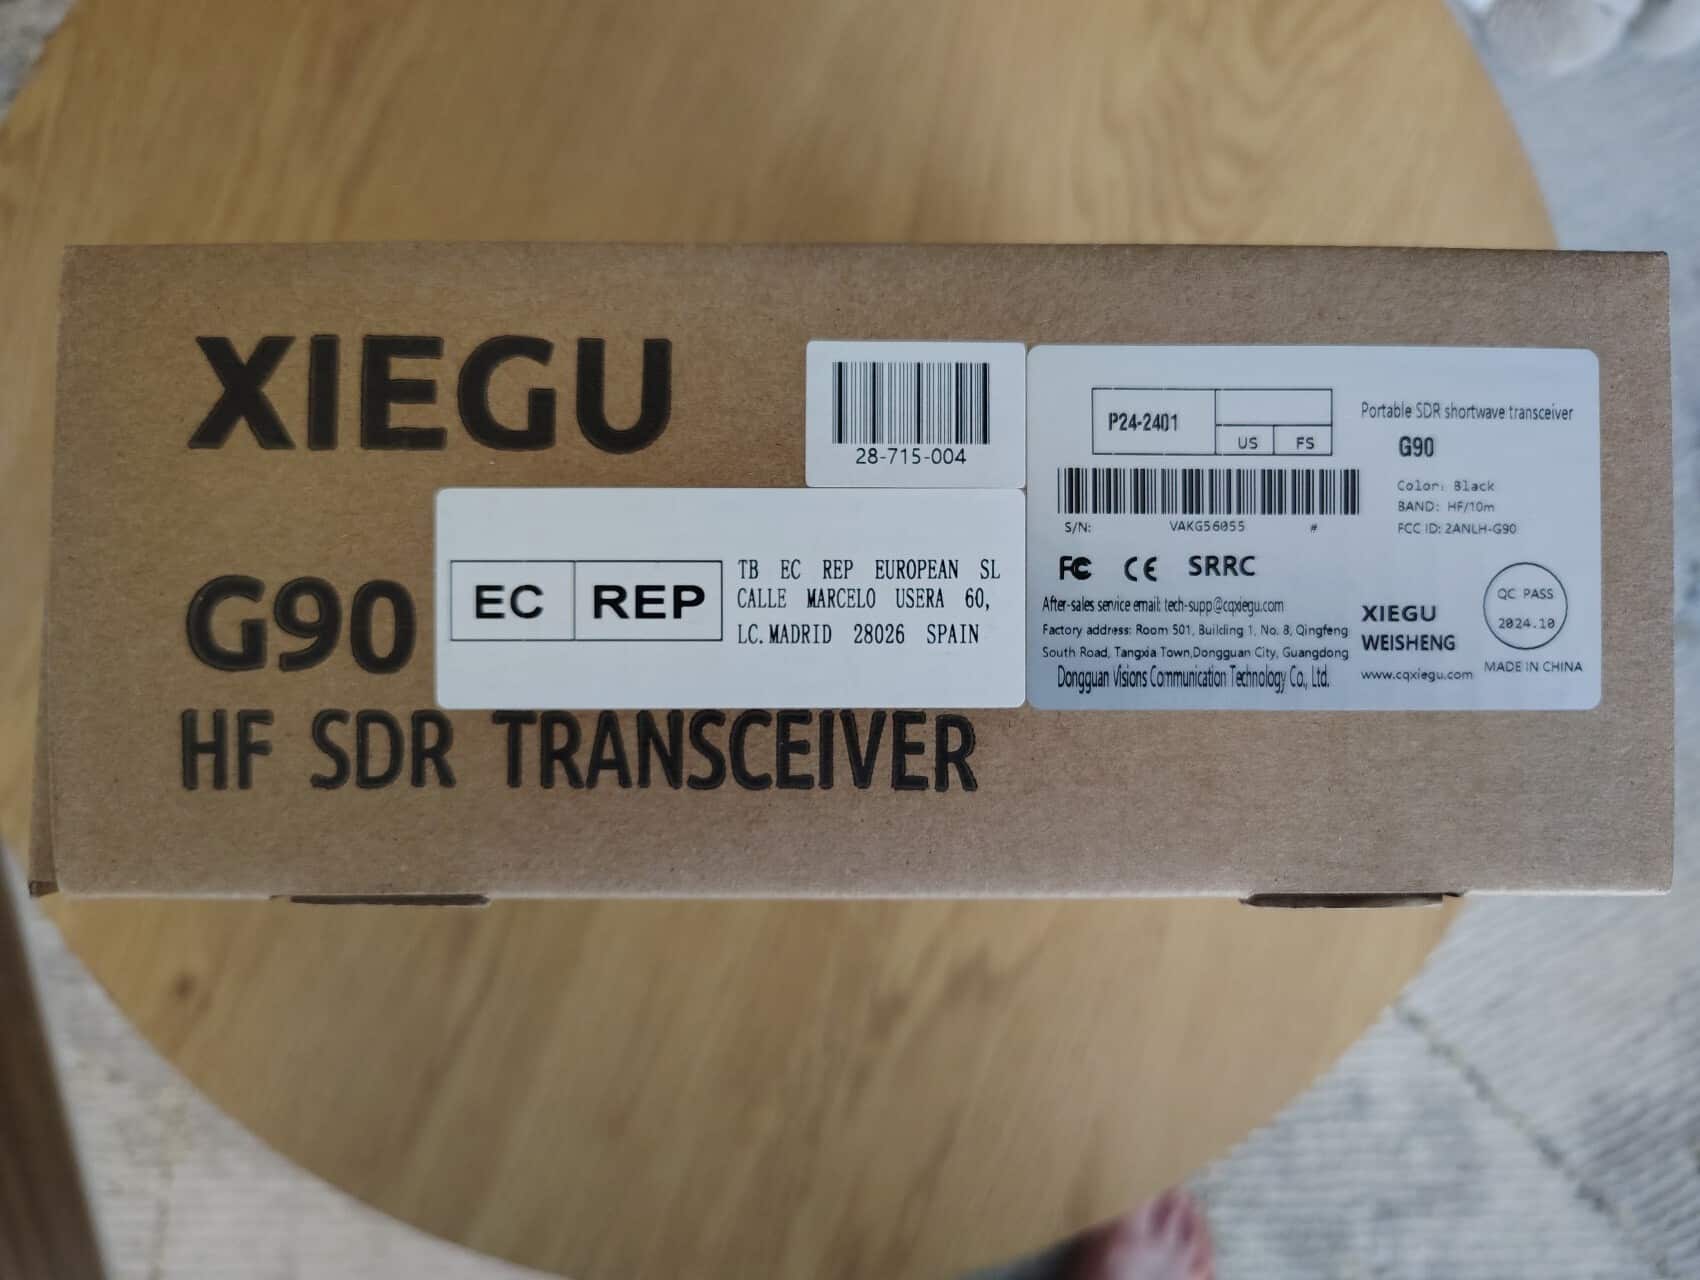 XIEGU
G90
HF SDR TRANSCEIVER
28-715-004
EC REP
TB EC REP EUROPEAN SL
CALLE MARCELO USERA 60,
LC. MADRID 28026 SPAIN
P24-2401
US FS
Portable SDR shortwave transceiver
G90
Color: Black
BAND: HF/10m
FCC ID: 2ANLH-G90
S/N: VAKG56055 #
FC CE SRRC
After-sales service email: tech-supp@cqxiegu.com
Factory address: Room 501, Building 1, No. 8, Qingfeng
South Road, Tangxia Town,Dongguan City, Guangdong
Dongguan Visions Communication Technology Co., Ltd.
XIEGU
WEISHENG
www.cqxiegu.com
QC PASS
2024.10
MADE IN CHINA